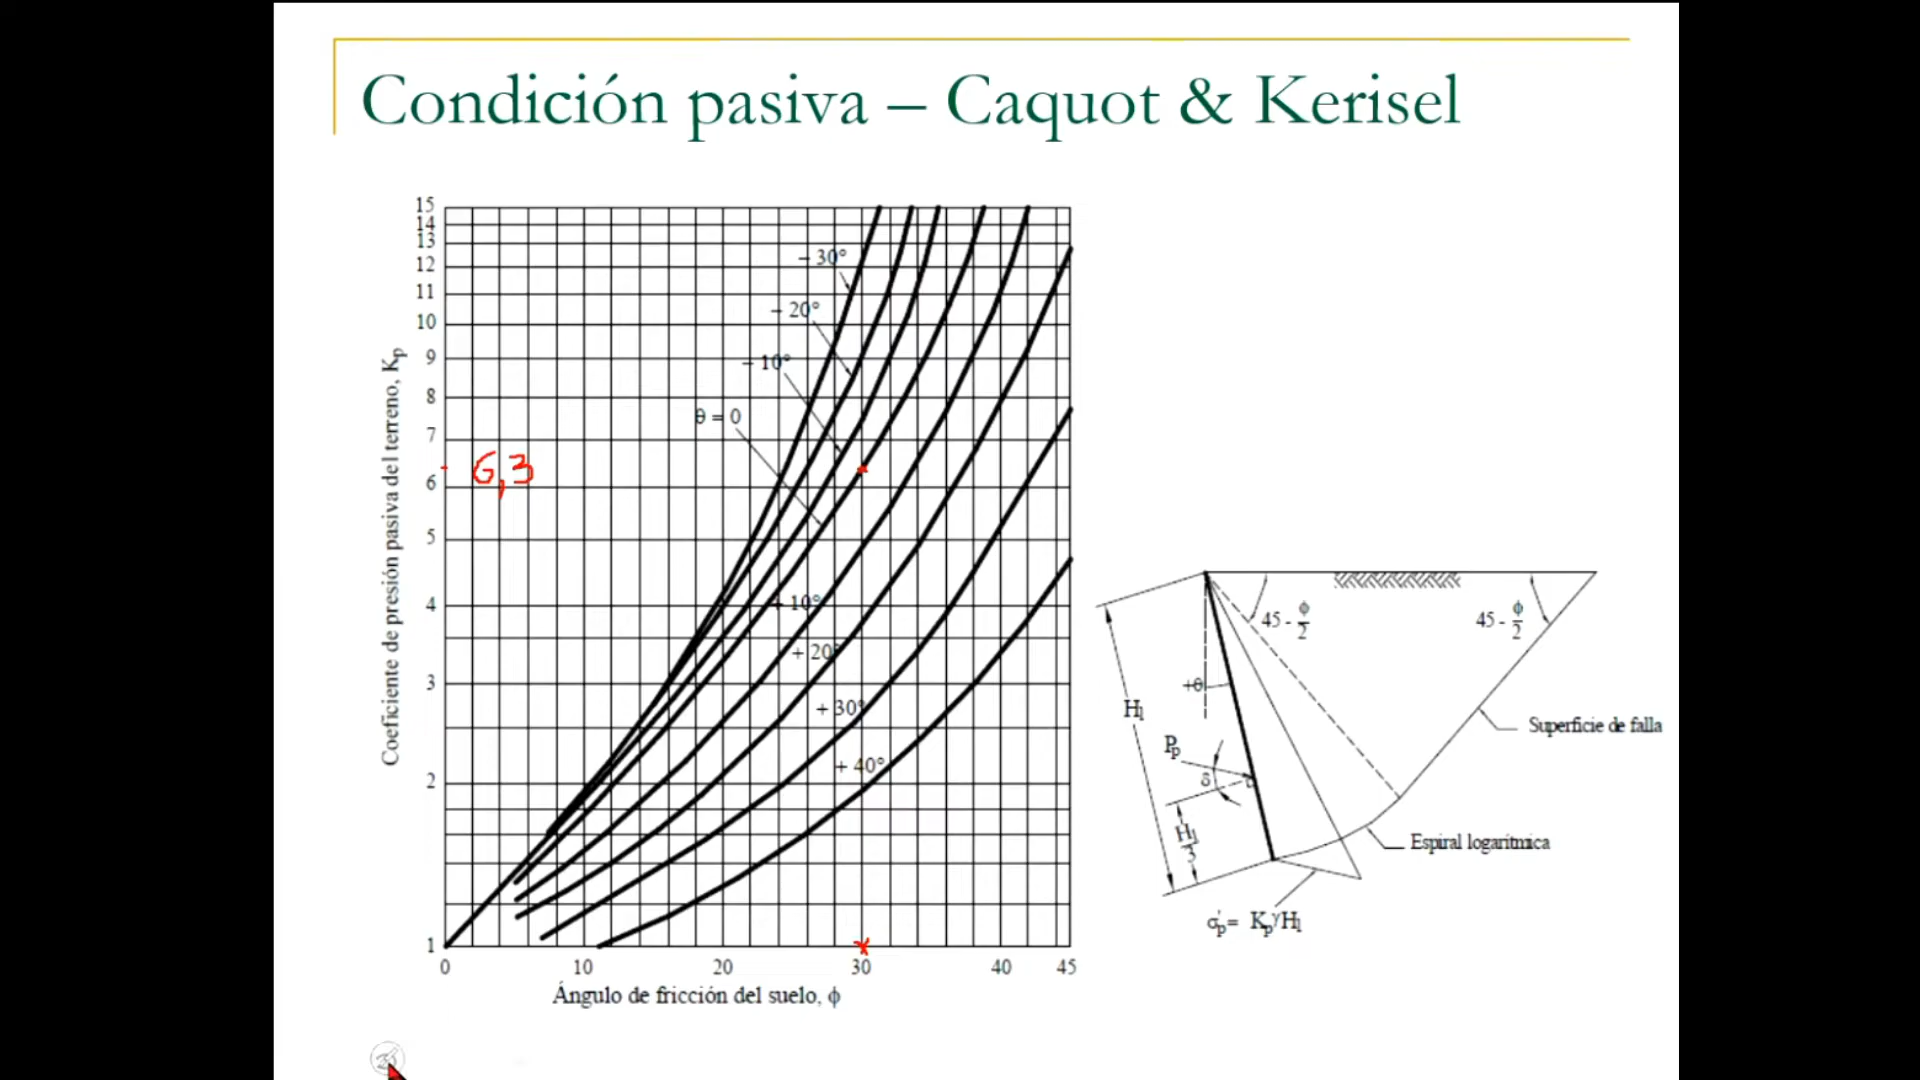 Condición pasiva – Caquot & Kerisel
15
14
13
12
11
10
9
8
7
6
5
4
3
2
1
Coeficiente de presión pasiva del terreno, Kp
6,3
– 30°
– 20°
– 10°
θ = 0
+ 10°
+ 20°
+ 30°
+ 40°
0 10 20 30 40 45
Ángulo de fricción del suelo, ϕ
45 - ϕ/2
45 - ϕ/2
+θ
H₁
Pp
δ
H₁/3
Superficie de falla
Espiral logarítmica
σ'p = Kp γ H₁